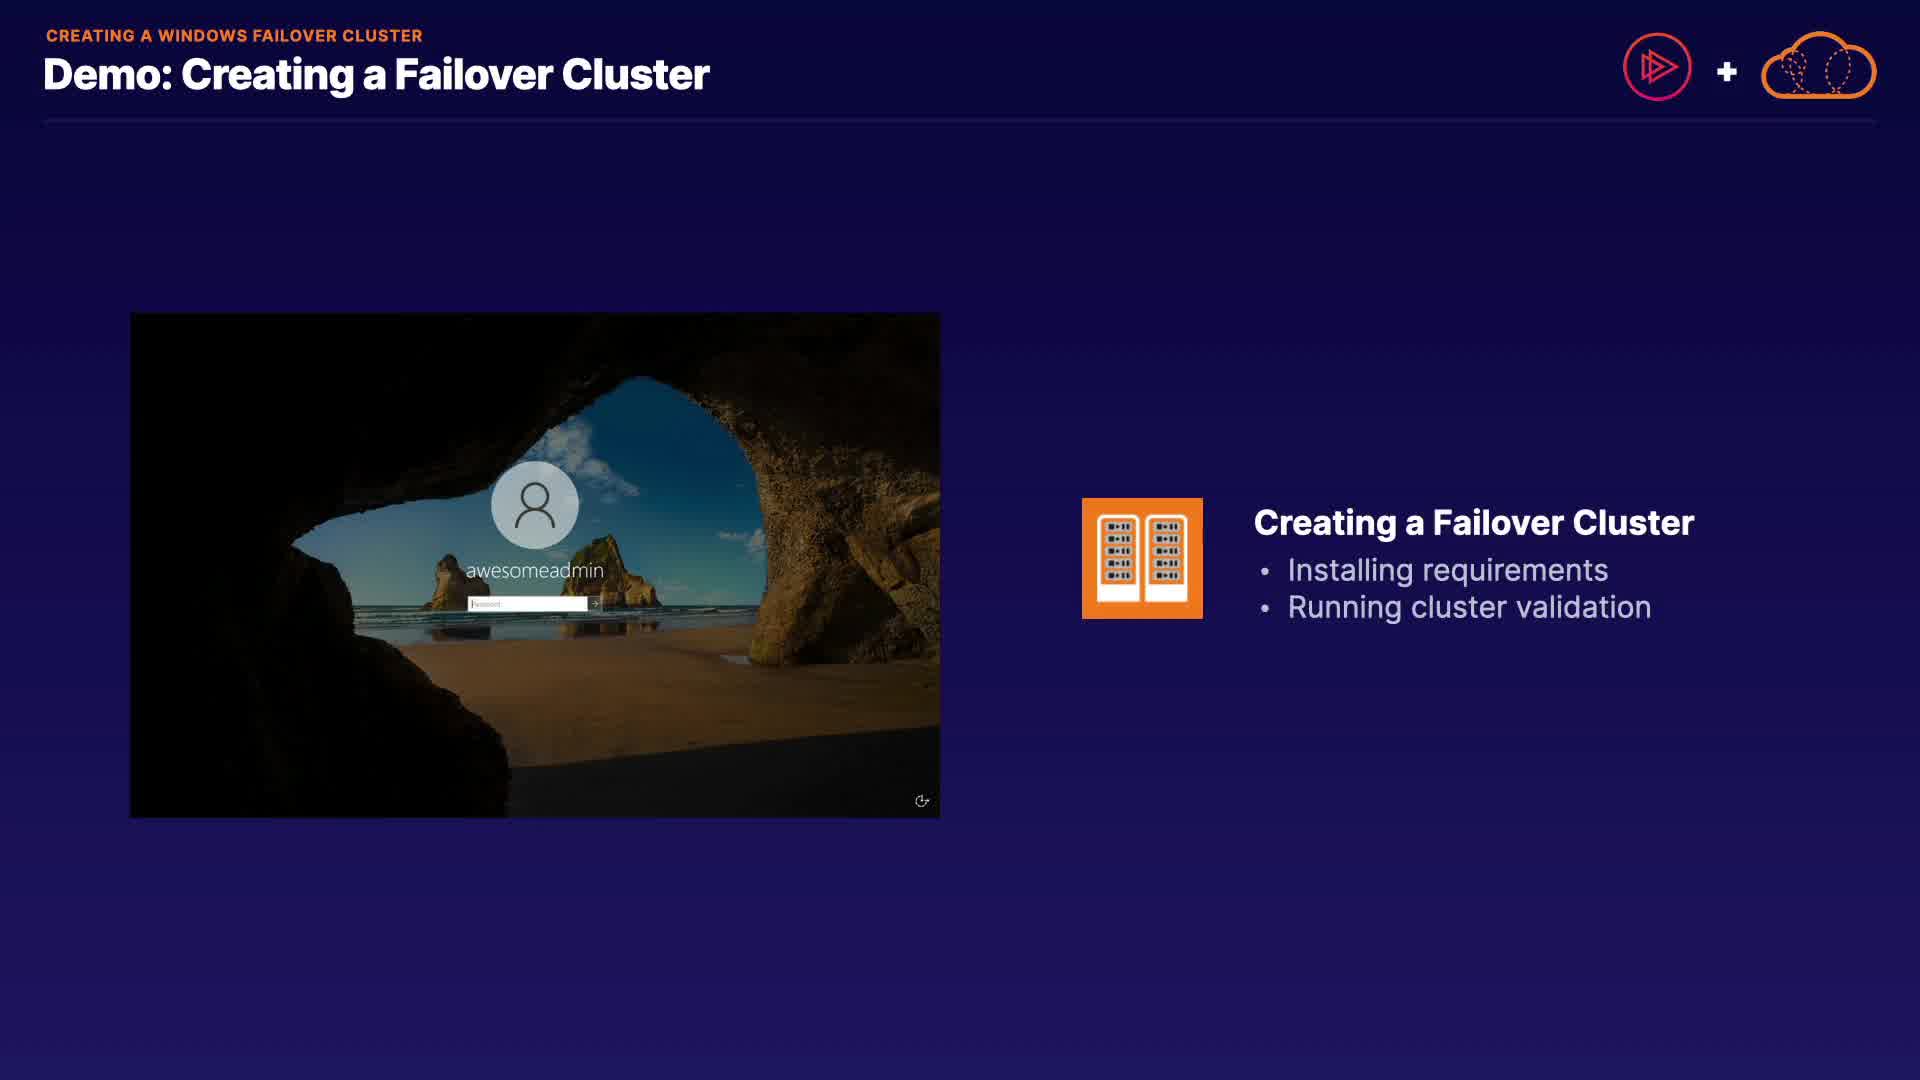 CREATING A WINDOWS FAILOVER CLUSTER
Demo: Creating a Failover Cluster
awesomeadmin
Password
Creating a Failover Cluster
• Installing requirements
• Running cluster validation